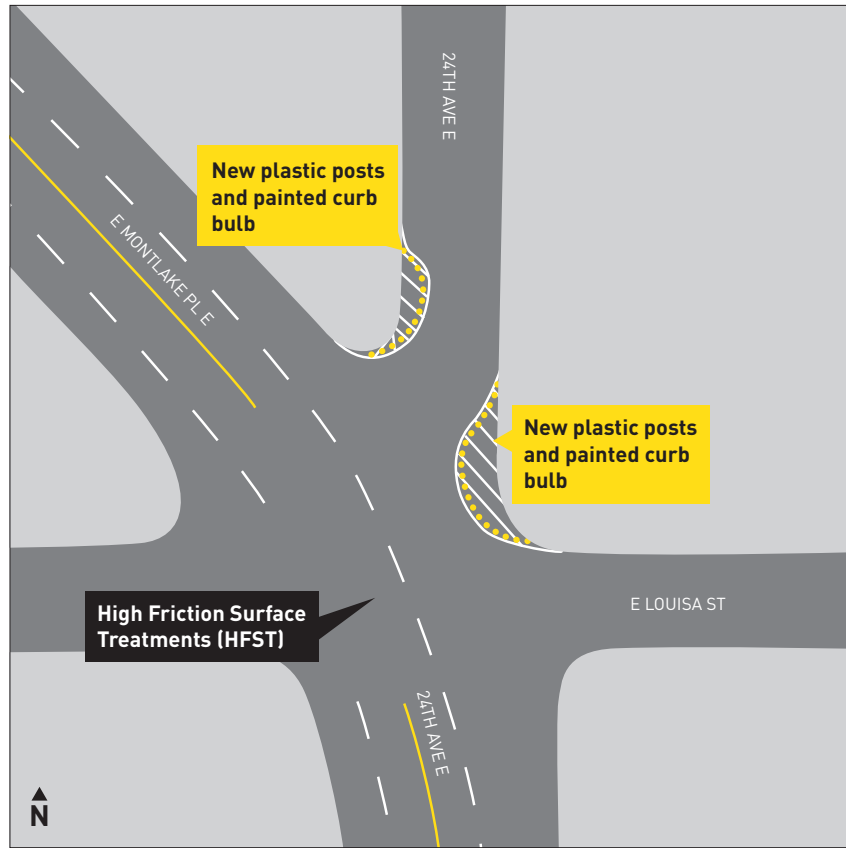 24TH AVE E
New plastic posts
and painted curb
bulb
E MONTLAKE PL E
New plastic posts
and painted curb
bulb
High Friction Surface
Treatments (HFST)
E LOUISA ST
24TH AVE E
N